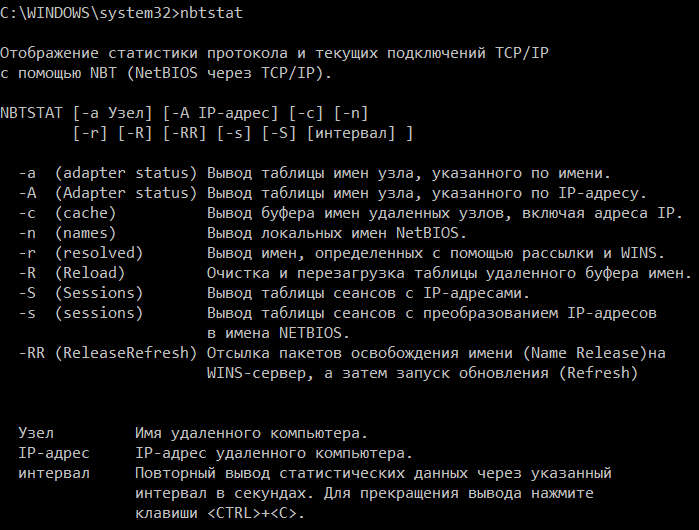 C:\WINDOWS\system32>nbtstat
Отображение статистики протокола и текущих подключений TCP/IP
с помощью NBT (NetBIOS через TCP/IP).
NBTSTAT [-a Узел] [-A IP-адрес] [-c] [-n]
[-r] [-R] [-RR] [-s] [-S] [интервал] ]
-a (adapter status) Вывод таблицы имен узла, указанного по имени.
-A (Adapter status) Вывод таблицы имен узла, указанного по IP-адресу.
-c (cache) Вывод буфера имен удаленных узлов, включая адреса IP.
-n (names) Вывод локальных имен NetBIOS.
-r (resolved) Вывод имен, определенных с помощью рассылки и WINS.
-R (Reload) Очистка и перезагрузка таблицы удаленного буфера имен.
-S (Sessions) Вывод таблицы сеансов с IP-адресами.
-s (sessions) Вывод таблицы сеансов с преобразованием IP-адресов
в имена NETBIOS.
-RR (ReleaseRefresh) Отсылка пакетов освобождения имени (Name Release)на
WINS-сервер, а затем запуск обновления (Refresh)
Узел Имя удаленного компьютера.
IP-адрес IP-адрес удаленного компьютера.
интервал Повторный вывод статистических данных через указанный
интервал в секундах. Для прекращения вывода нажмите
клавиши <CTRL>+<C>.